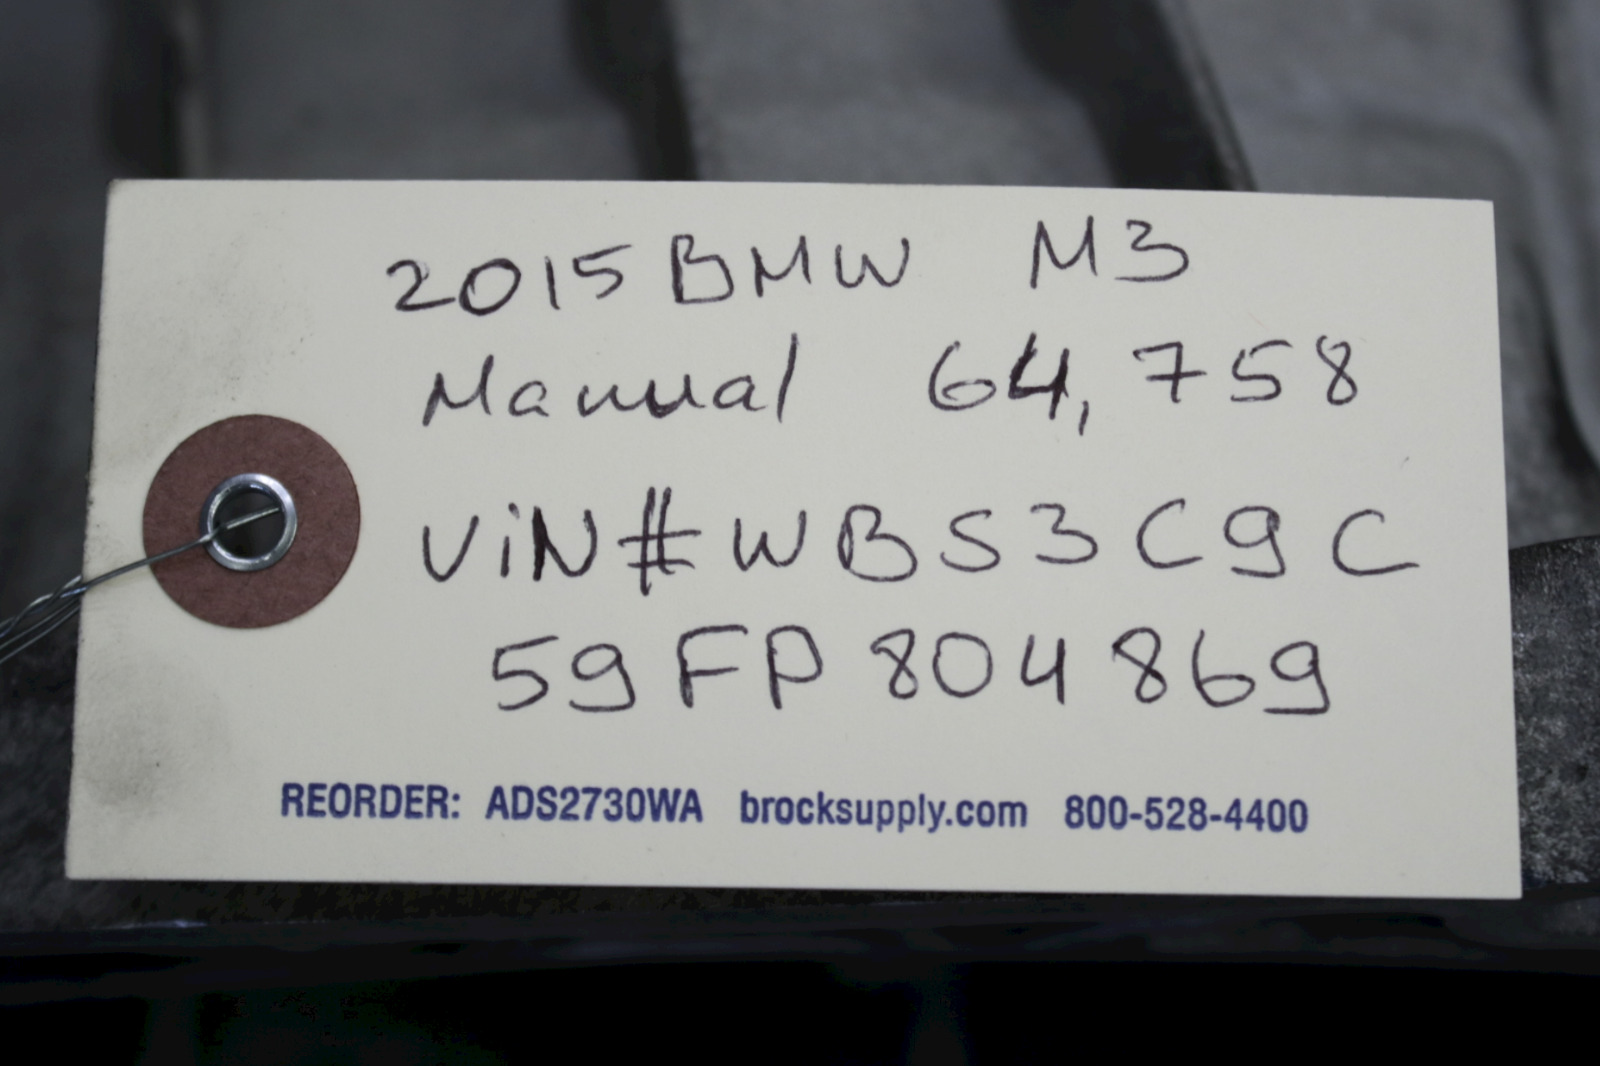 2015 BMW M3
Manual 64,758
ViN# WBS3C9C
59FP804869
REORDER: ADS2730WA brocksupply.com 800-528-4400